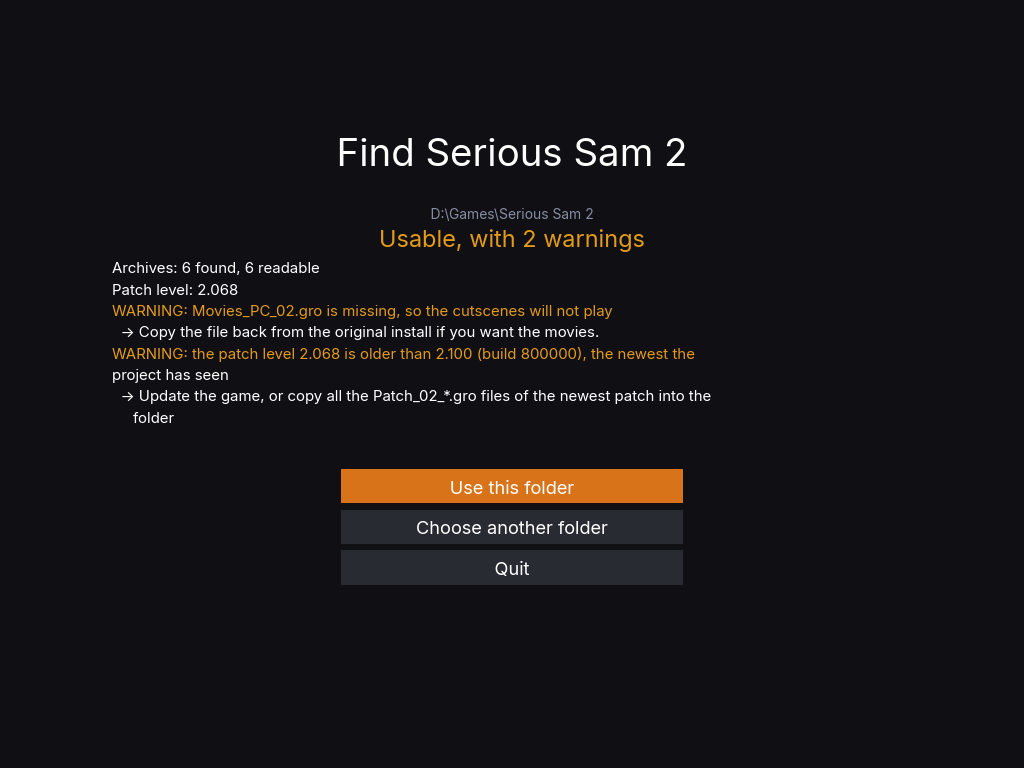 Find Serious Sam 2
D:\Games\Serious Sam 2
Usable, with 2 warnings
Archives: 6 found, 6 readable
Patch level: 2.068
WARNING: Movies_PC_02.gro is missing, so the cutscenes will not play
→ Copy the file back from the original install if you want the movies.
WARNING: the patch level 2.068 is older than 2.100 (build 800000), the newest the
project has seen
→ Update the game, or copy all the Patch_02_*.gro files of the newest patch into the
folder
Use this folder
Choose another folder
Quit